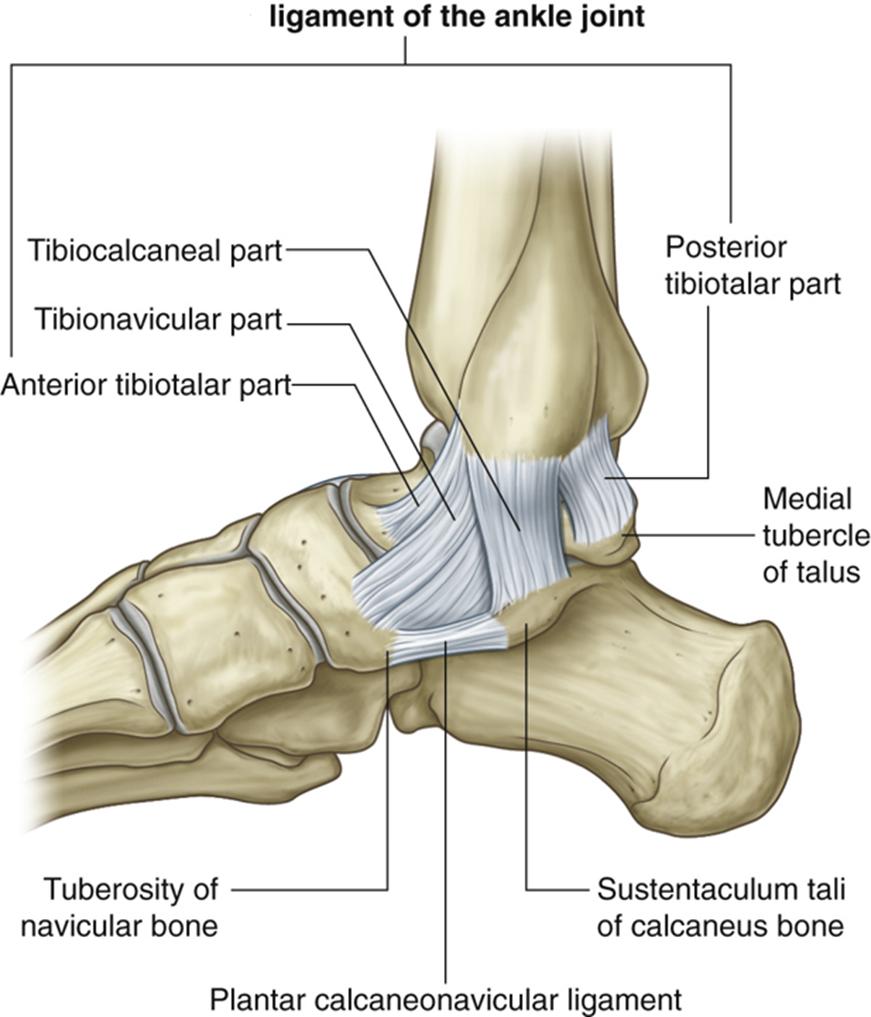 ligament of the ankle joint
Tibiocalcaneal part
Posterior
tibiotalar part
Tibionavicular part
Anterior tibiotalar part
Medial
tubercle
of talus
Tuberosity of
navicular bone
Sustentaculum tali
of calcaneus bone
Plantar calcaneonavicular ligament